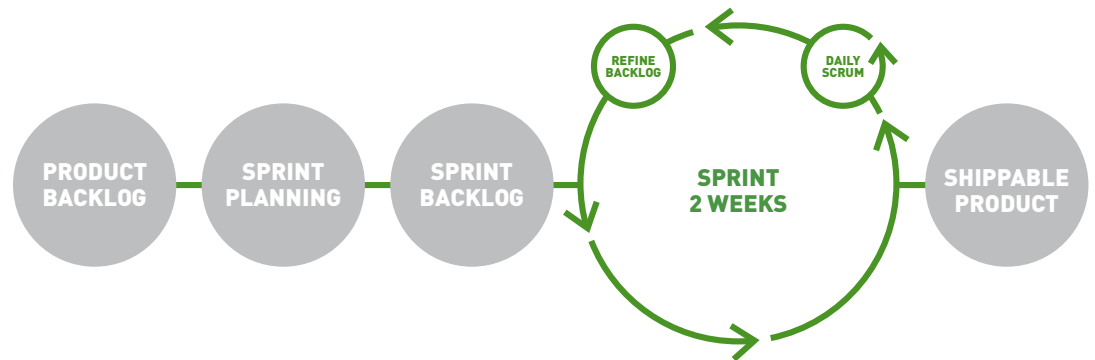 PRODUCT
BACKLOG
SPRINT
PLANNING
SPRINT
BACKLOG
REFINE
BACKLOG
DAILY
SCRUM
SPRINT
2 WEEKS
SHIPPABLE
PRODUCT